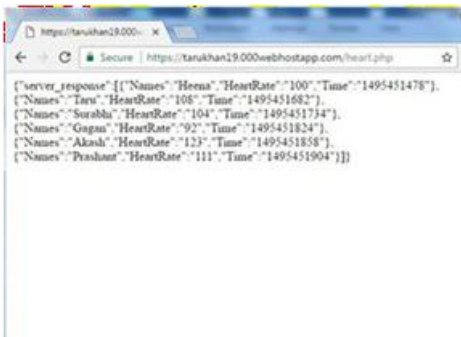 https://tarukhan19.000w
Secure https://tarukhan19.000webhostapp.com/heart.php
{"server_response":[{"Names":"Heena","HeartRate":"100","Time":"1495451478"},
{"Names":"Taru","HeartRate":"108","Time":"1495451682"},
{"Names":"Surabhi","HeartRate":"104","Time":"1495451734"},
{"Names":"Gagan","HeartRate":"92","Time":"1495451824"},
{"Names":"Akash","HeartRate":"123","Time":"1495451858"},
{"Names":"Prashant","HeartRate":"111","Time":"1495451904"}]}